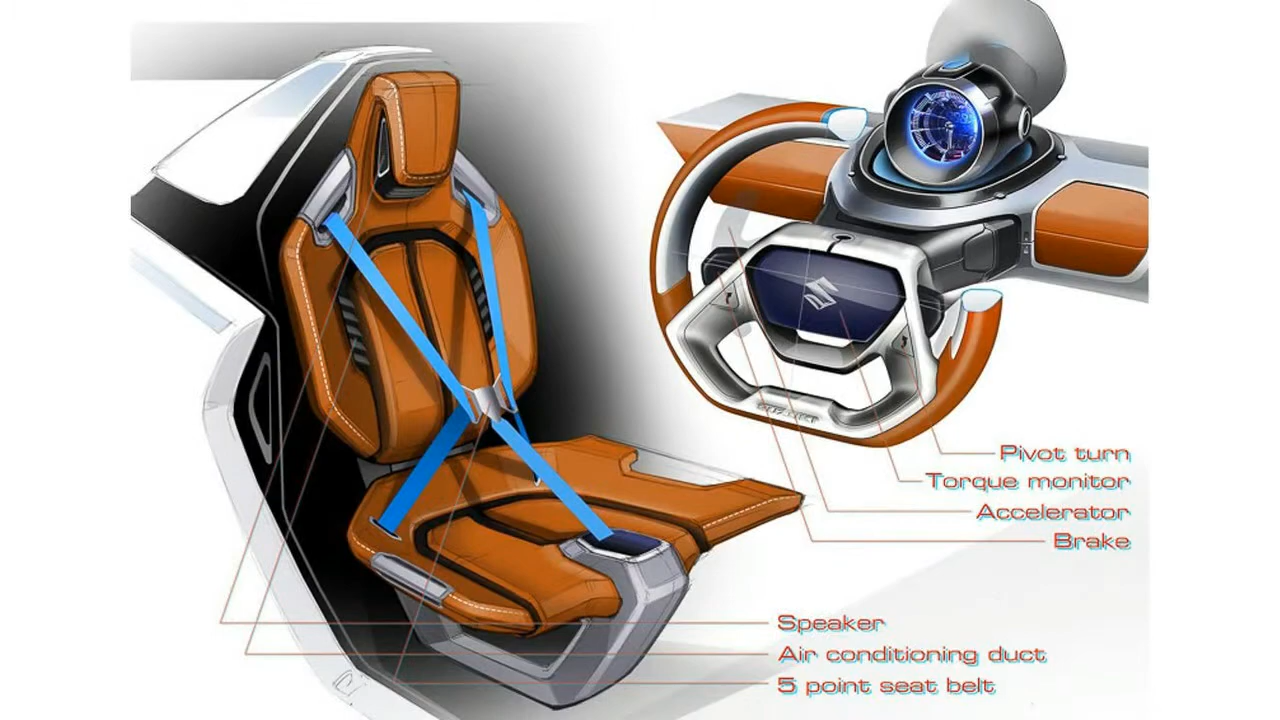 Pivot turn
Torque monitor
Accelerator
Brake
Speaker
Air conditioning duct
5 point seat belt